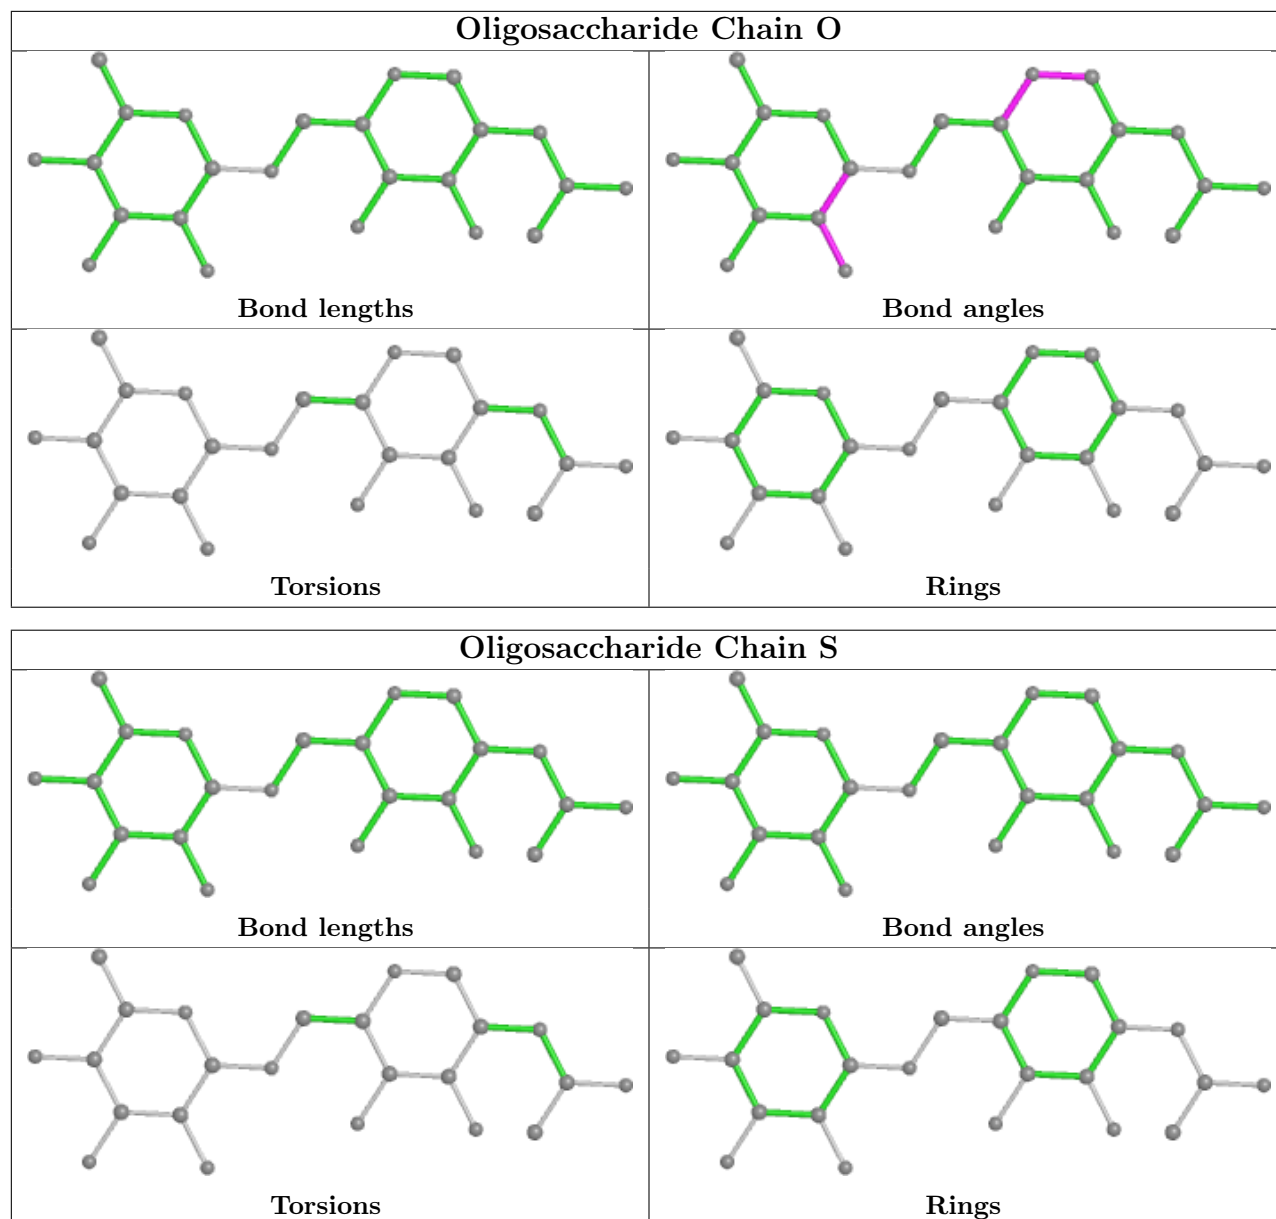 Oligosaccharide Chain O
Bond lengths
Bond angles
Torsions
Rings
Oligosaccharide Chain S
Bond lengths
Bond angles
Torsions
Rings